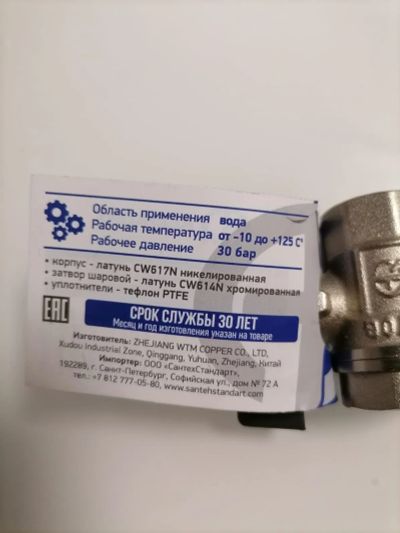 Область применения вода
Рабочая температура от -10 до +125 С°
Рабочее давление 30 бар
• корпус - латунь CW617N никелированная
• затвор шаровой - латунь CW614N хромированная
• уплотнители - тефлон PTFE
EAC
СРОК СЛУЖБЫ 30 ЛЕТ
Месяц и год изготовления указан на товаре
Изготовитель: ZHEJIANG WTM COPPER CO., LTD,
Xudou Industrial Zone, Qinggang, Yuhuan, Zhejiang, Китай
Импортер: ООО «СантехСтандарт»,
192289, г. Санкт-Петербург, Софийская ул., дом № 72 А
тел.: +7 812 777-05-80, www.santehstandart.com